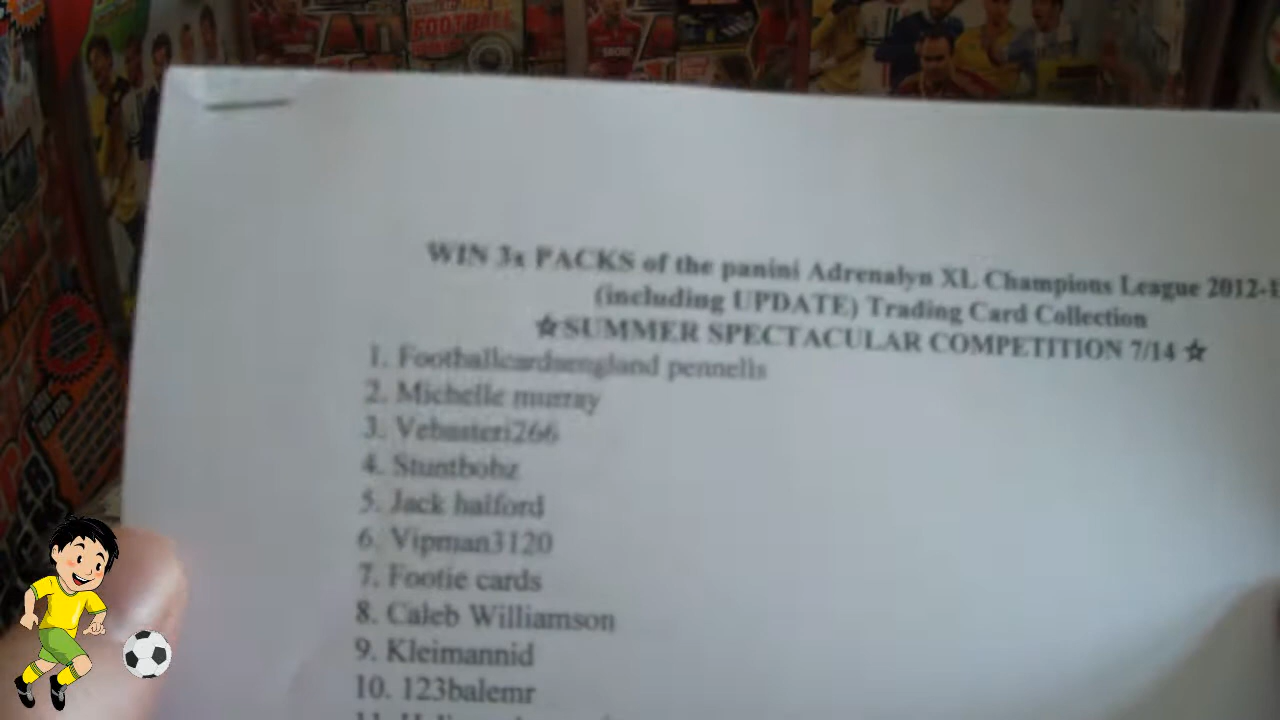 FOOTBALL
WIN 3x PACKS of the panini Adrenalyn XL Champions League 2012-1
(including UPDATE) Trading Card Collection
☆SUMMER SPECTACULAR COMPETITION 7/14 ☆
1. Footballcardsengland pennells
2. Michelle murray
3. Vebasteri266
4. Stuntbobz
5. Jack halford
6. Vipman3120
7. Footie cards
8. Caleb Williamson
9. Kleimannid
10. 123balemr